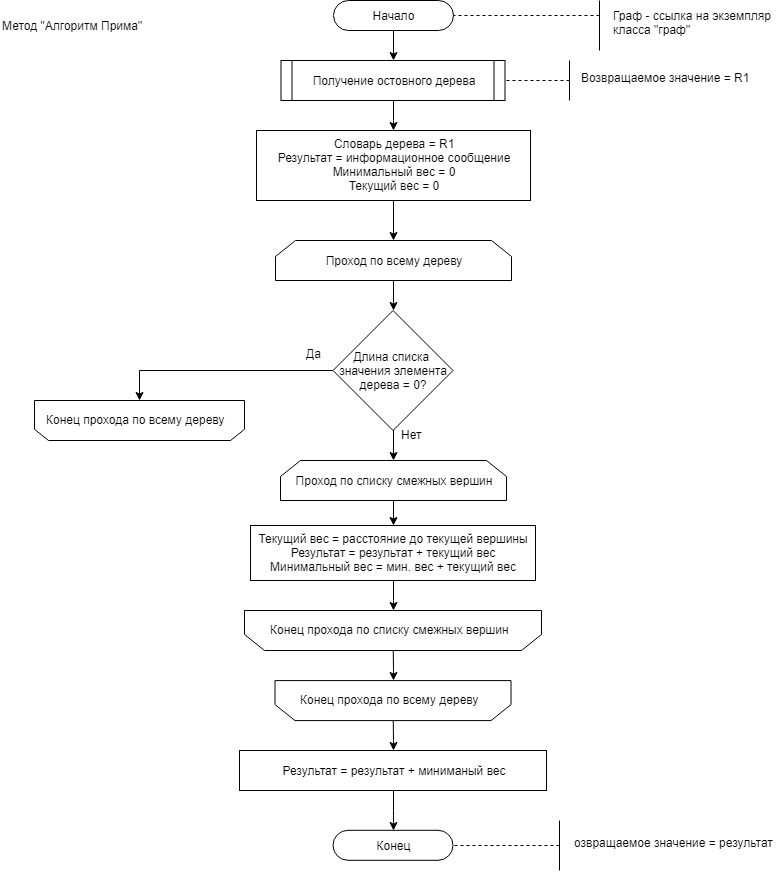 Метод "Алгоритм Прима"
Начало
Граф - ссылка на экземпляр
класса "граф"
Получение остовного дерева
Возвращаемое значение = R1
Словарь дерева = R1
Результат = информационное сообщение
Минимальный вес = 0
Текущий вес = 0
Проход по всему дереву
Да
Длина списка
значения элемента
дерева = 0?
Конец прохода по всему дереву
Нет
Проход по списку смежных вершин
Текущий вес = расстояние до текущей вершины
Результат = результат + текущий вес
Минимальный вес = мин. вес + текущий вес
Конец прохода по списку смежных вершин
Конец прохода по всему дереву
Результат = результат + миниманый вес
Конец
озвращаемое значение = результат